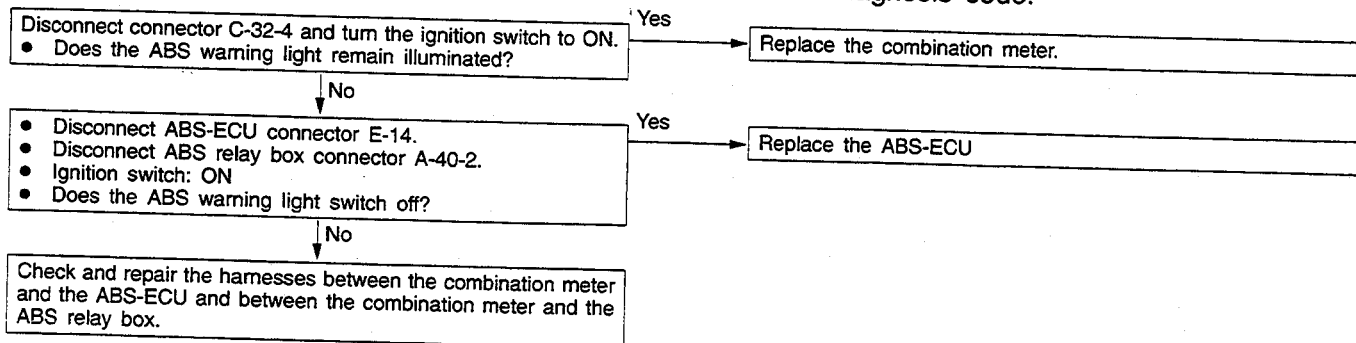 code.
Disconnect connector C-32-4 and turn the ignition switch to ON.
● Does the ABS warning light remain illuminated?
Yes
Replace the combination meter.
No
● Disconnect ABS-ECU connector E-14.
● Disconnect ABS relay box connector A-40-2.
● Ignition switch: ON
● Does the ABS warning light switch off?
Yes
Replace the ABS-ECU
No
Check and repair the harnesses between the combination meter
and the ABS-ECU and between the combination meter and the
ABS relay box.